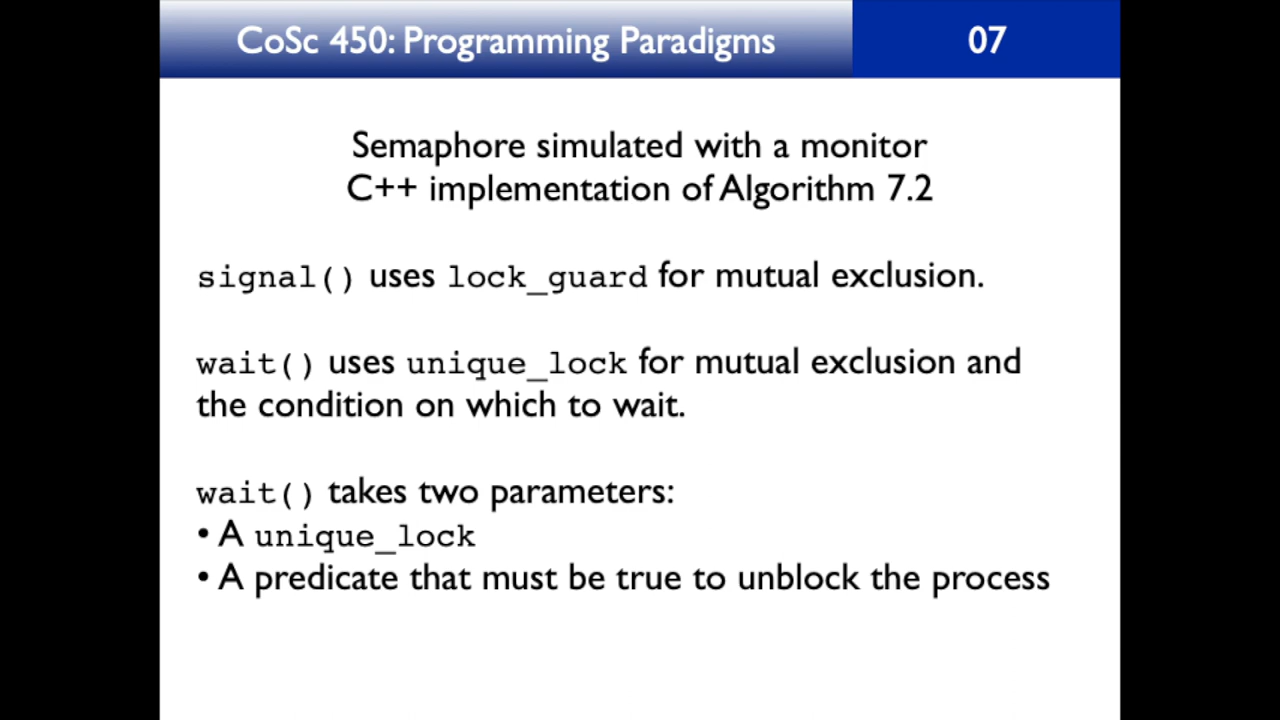 CoSc 450: Programming Paradigms
07
Semaphore simulated with a monitor
C++ implementation of Algorithm 7.2
signal() uses lock_guard for mutual exclusion.
wait() uses unique_lock for mutual exclusion and
the condition on which to wait.
wait() takes two parameters:
• A unique_lock
• A predicate that must be true to unblock the process